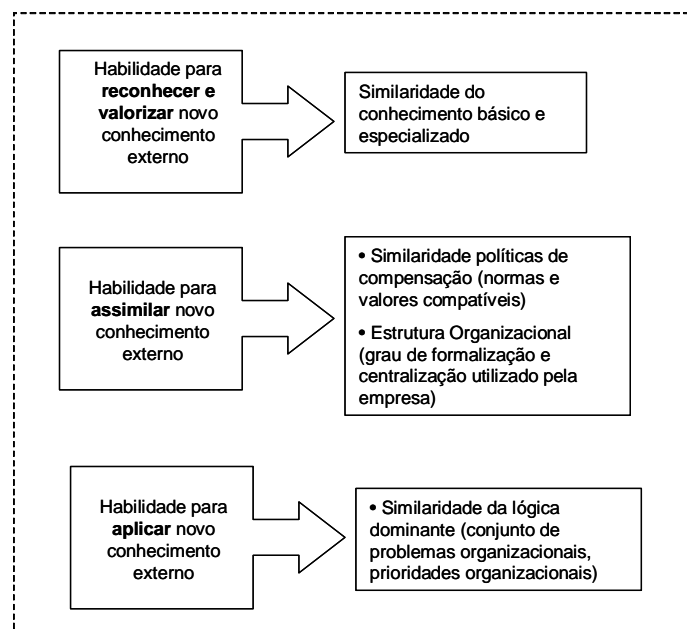 Habilidade para
reconhecer e
valorizar novo
conhecimento
externo
Similaridade do
conhecimento básico e
especializado
Habilidade para
assimilar novo
conhecimento
externo
• Similaridade políticas de
compensação (normas e
valores compatíveis)
• Estrutura Organizacional
(grau de formalização e
centralização utilizado pela
empresa)
Habilidade para
aplicar novo
conhecimento
externo
• Similaridade da lógica
dominante (conjunto de
problemas organizacionais,
prioridades organizacionais)